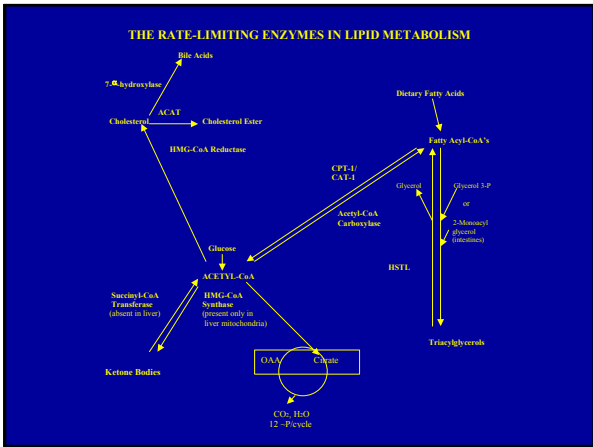 THE RATE-LIMITING ENZYMES IN LIPID METABOLISM
Bile Acids
7-α-hydroxylase
ACAT
Cholesterol
Cholesterol Ester
HMG-CoA Reductase
Dietary Fatty Acids
Fatty Acyl-CoA's
CPT-1/
CAT-1
Acetyl-CoA
Carboxylase
Glycerol
Glycerol 3-P
or
2-Monoacyl
glycerol
(intestines)
HSTL
Triacylglycerols
Glucose
ACETYL-CoA
Succinyl-CoA
Transferase
(absent in liver)
HMG-CoA
Synthase
(present only in
liver mitochondria)
Ketone Bodies
OAA
Citrate
CO₂, H₂O
12 ~P/cycle